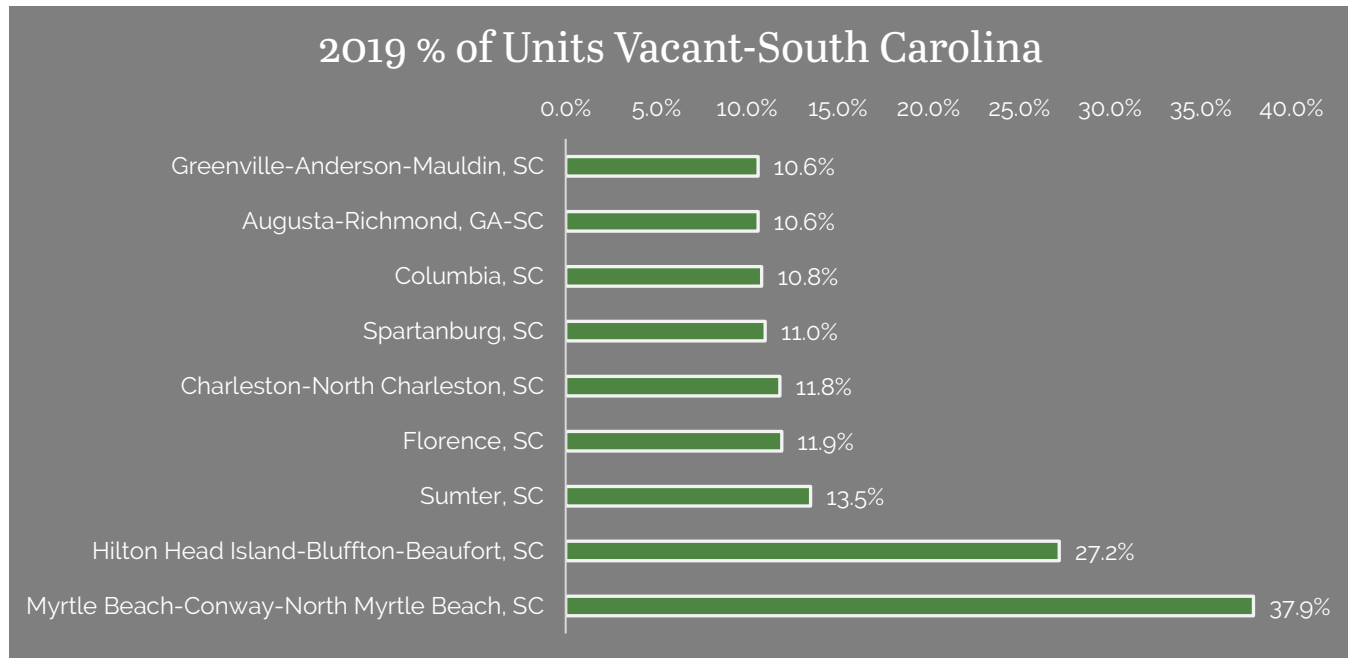 2019 % of Units Vacant-South Carolina
0.0% 5.0% 10.0% 15.0% 20.0% 25.0% 30.0% 35.0% 40.0%
Greenville-Anderson-Mauldin, SC 10.6%
Augusta-Richmond, GA-SC 10.6%
Columbia, SC 10.8%
Spartanburg, SC 11.0%
Charleston-North Charleston, SC 11.8%
Florence, SC 11.9%
Sumter, SC 13.5%
Hilton Head Island-Bluffton-Beaufort, SC 27.2%
Myrtle Beach-Conway-North Myrtle Beach, SC 37.9%